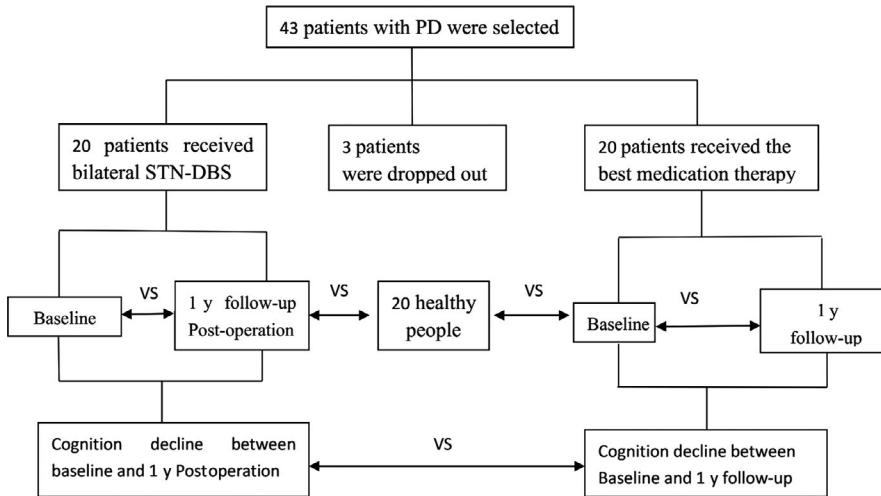 43 patients with PD were selected
20 patients received
bilateral STN-DBS
3 patients
were dropped out
20 patients received the
best medication therapy
Baseline
VS
1 y follow-up
Post-operation
VS
20 healthy
people
VS
Baseline
VS
1 y
follow-up
Cognition decline between
baseline and 1 y Postoperation
VS
Cognition decline between
Baseline and 1 y follow-up